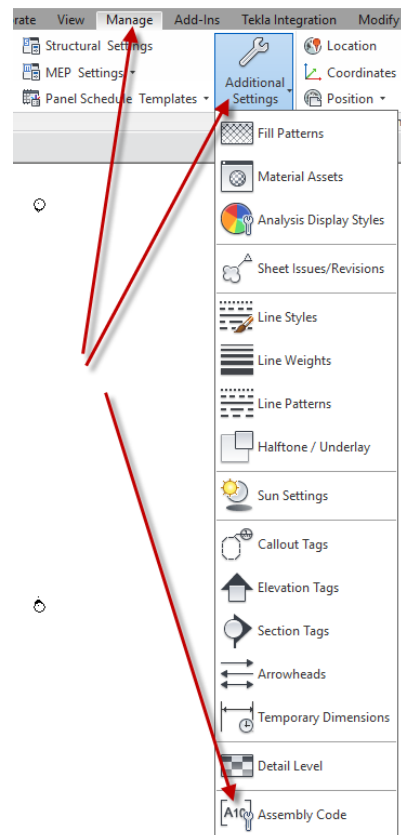 rate View Manage Add-Ins Tekla Integration Modify
Structural Settings Location
MEP Settings Coordinates
Panel Schedule Templates Additional Settings Position
Fill Patterns
Material Assets
Analysis Display Styles
Sheet Issues/Revisions
Line Styles
Line Weights
Line Patterns
Halftone / Underlay
Sun Settings
Callout Tags
Elevation Tags
Section Tags
Arrowheads
Temporary Dimensions
Detail Level
Assembly Code